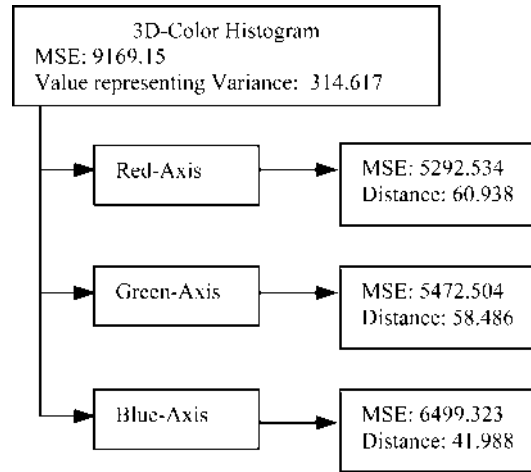 3D-Color Histogram
MSE: 9169.15
Value representing Variance: 314.617
Red-Axis
MSE: 5292.534
Distance: 60.938
Green-Axis
MSE: 5472.504
Distance: 58.486
Blue-Axis
MSE: 6499.323
Distance: 41.988